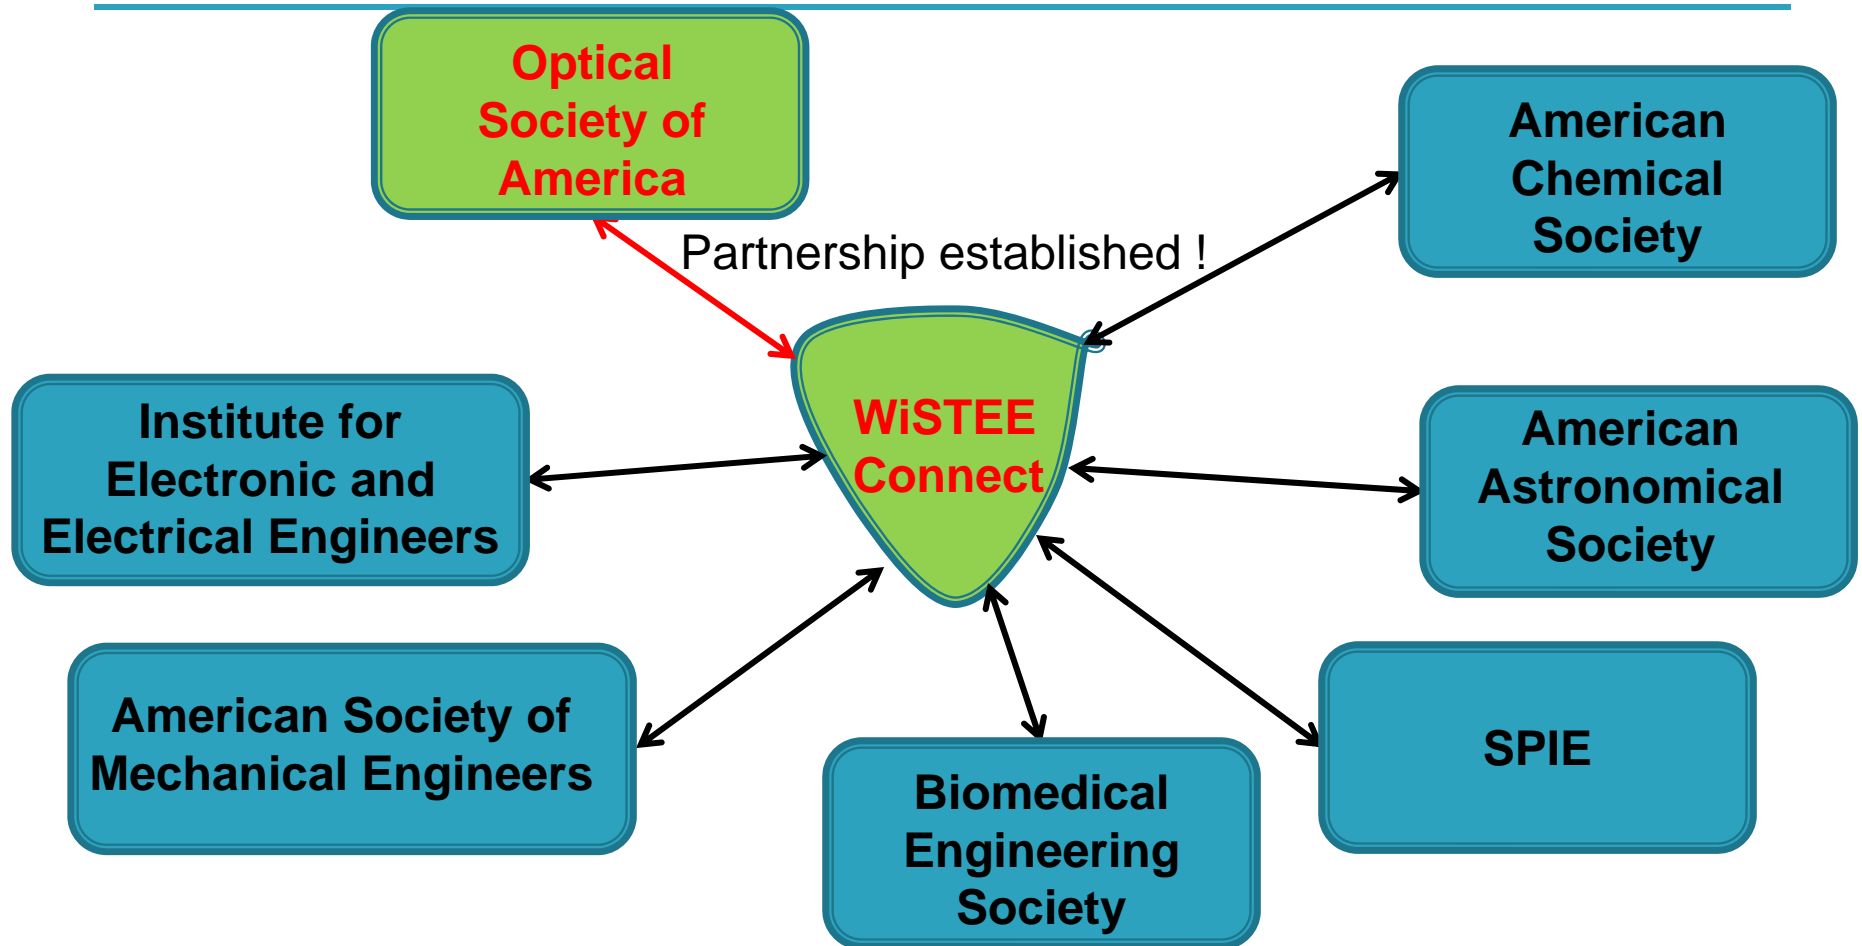 Optical
Society of
America
American
Chemical
Society
Partnership established !
WiSTEE
Connect
Institute for
Electronic and
Electrical Engineers
American
Astronomical
Society
American Society of
Mechanical Engineers
SPIE
Biomedical
Engineering
Society